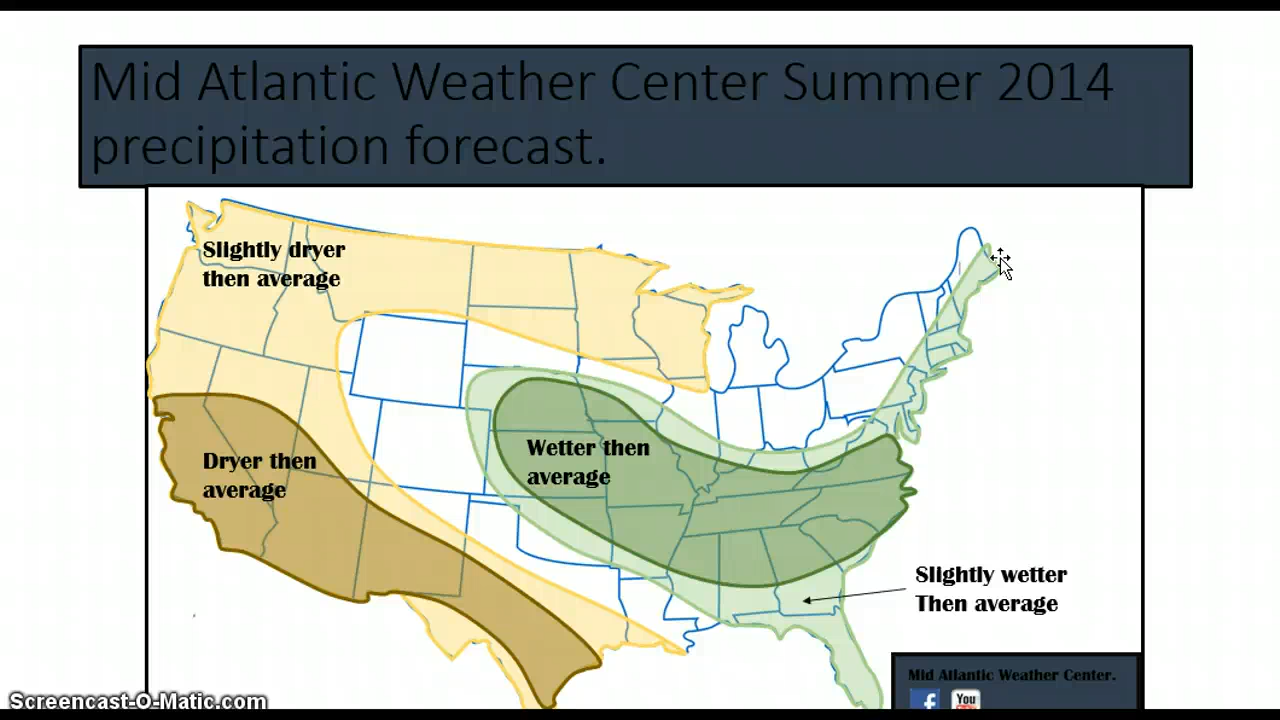 Mid Atlantic Weather Center Summer 2014
precipitation forecast.
Slightly dryer
then average
Dryer then
average
Wetter then
average
Slightly wetter
Then average
Mid Atlantic Weather Center.
f
You
Screencast-O-Matic.com